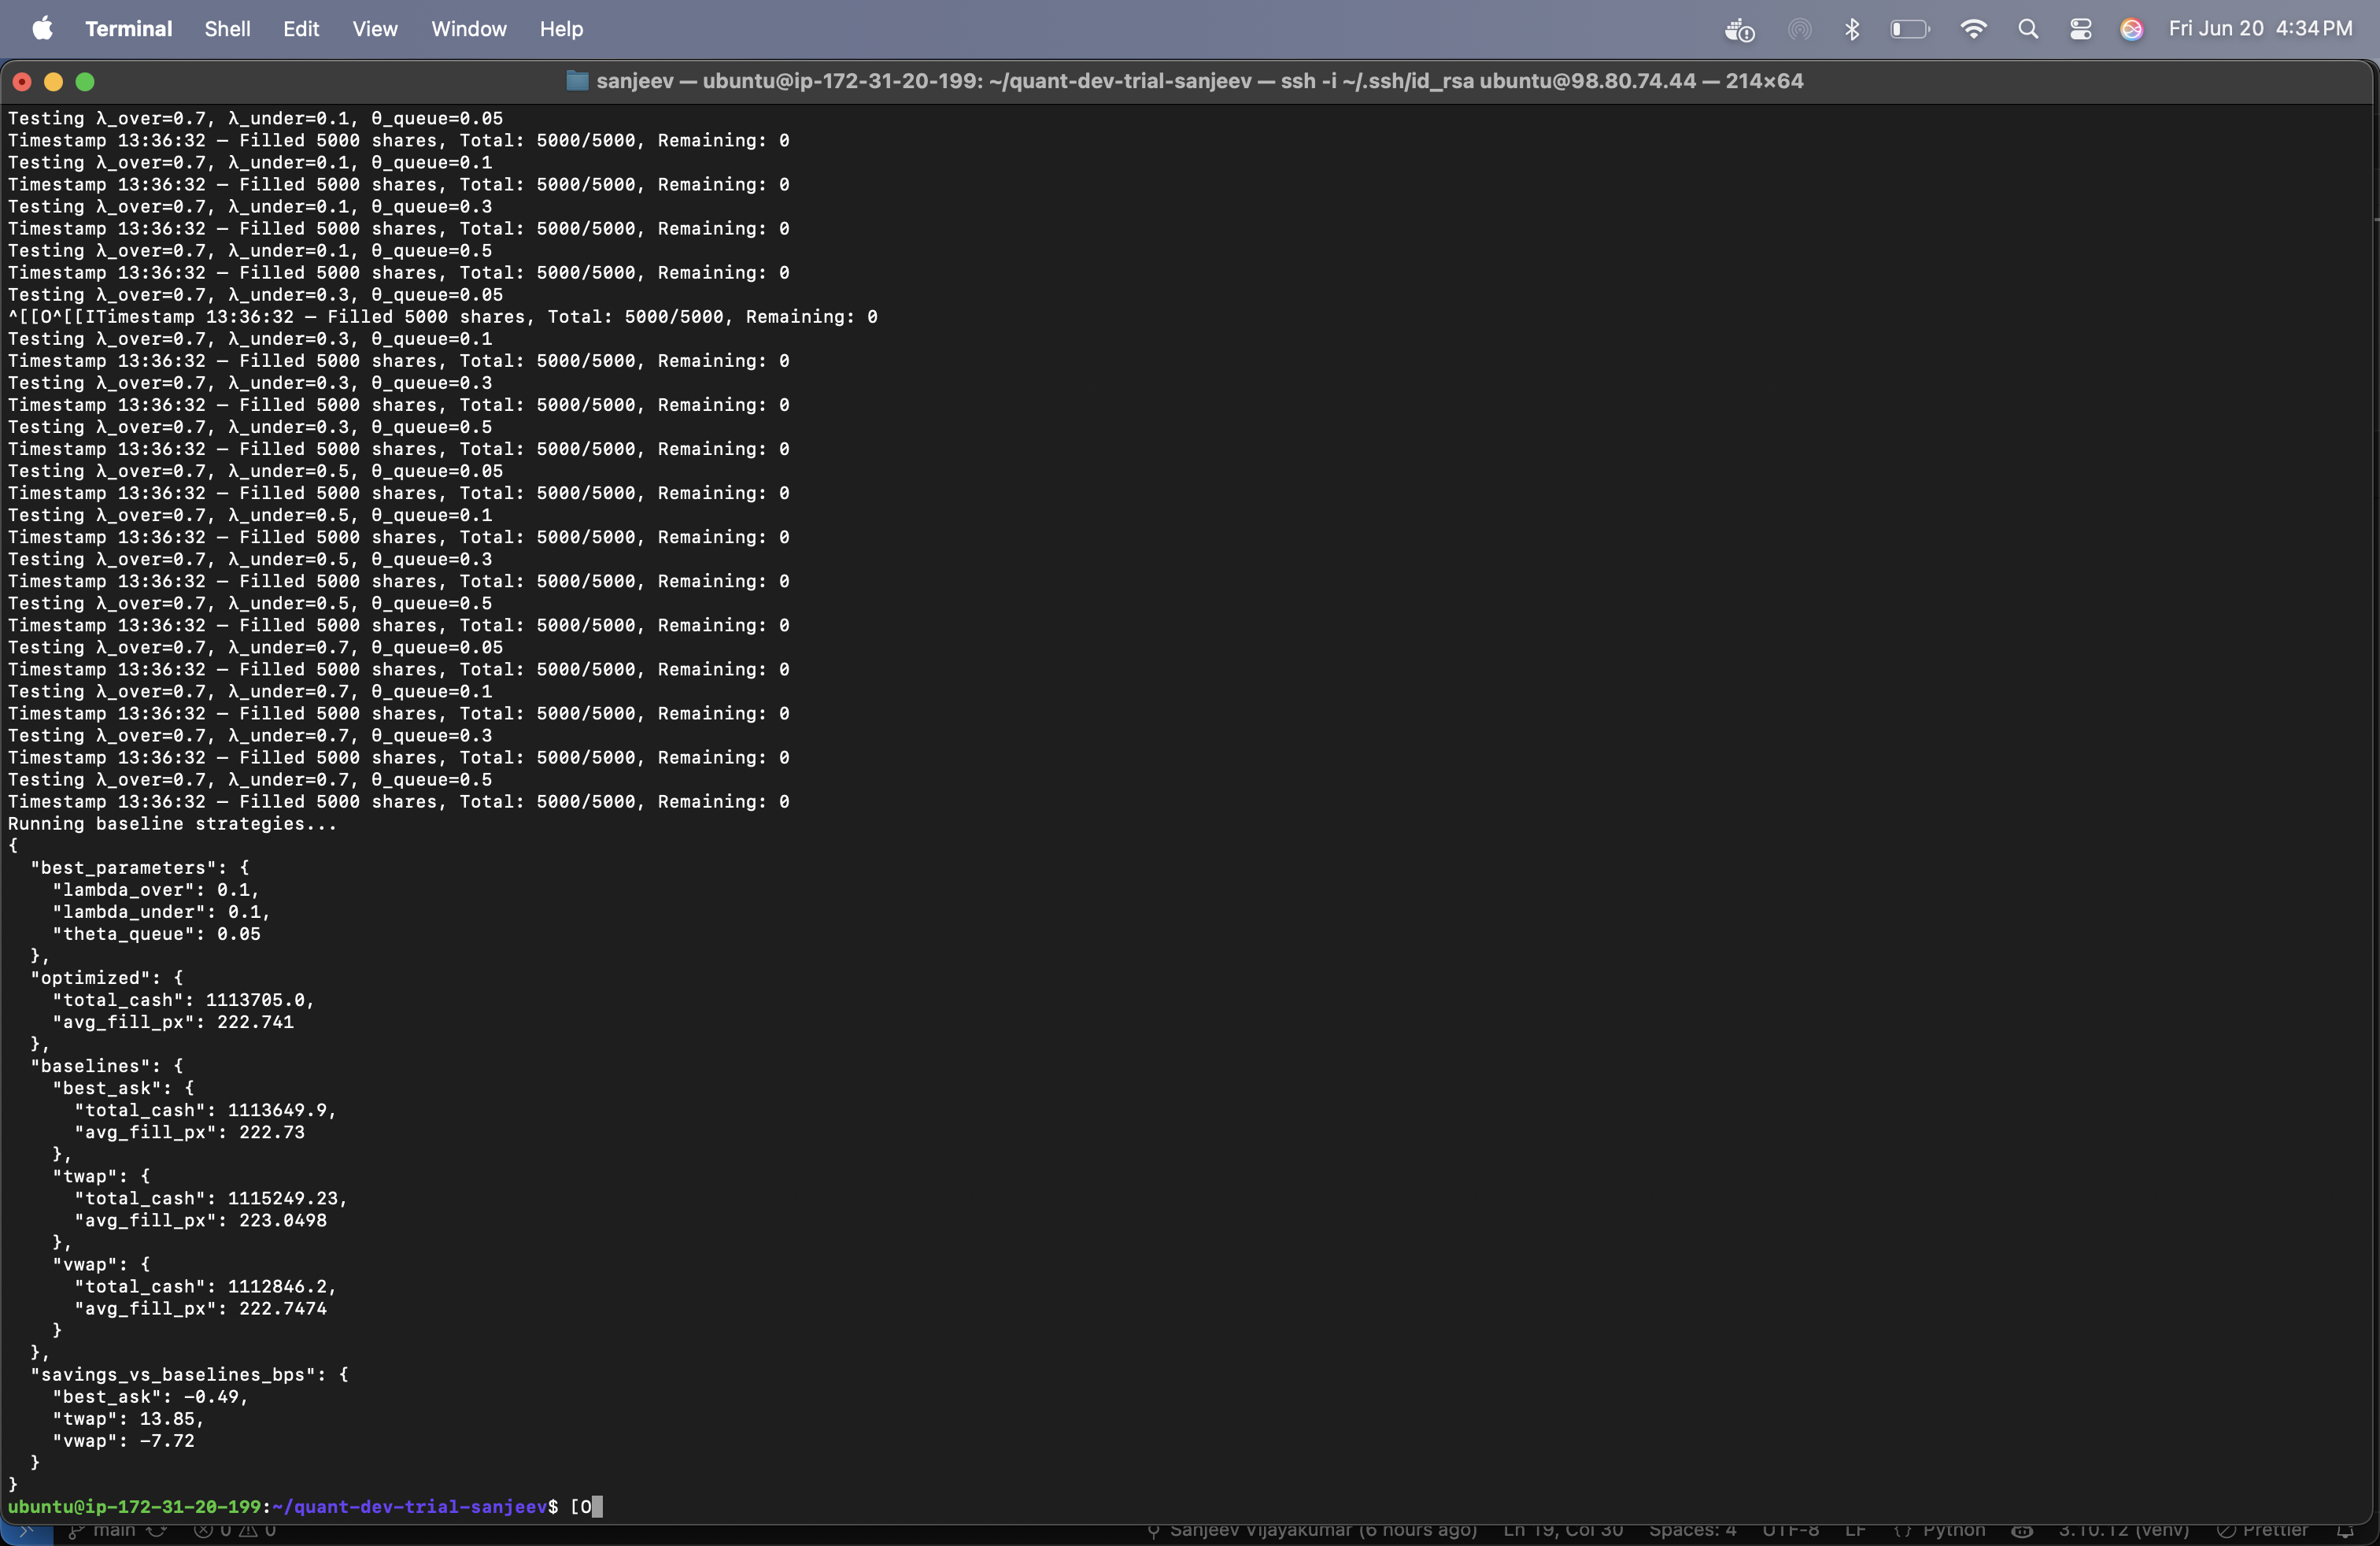 Terminal Shell Edit View Window Help Fri Jun 20 4:34 PM
sanjeev — ubuntu@ip-172-31-20-199: ~/quant-dev-trial-sanjeev — ssh -i ~/.ssh/id_rsa ubuntu@98.80.74.44 — 214×64
Testing λ_over=0.7, λ_under=0.1, θ_queue=0.05
Timestamp 13:36:32 — Filled 5000 shares, Total: 5000/5000, Remaining: 0
Testing λ_over=0.7, λ_under=0.1, θ_queue=0.1
Timestamp 13:36:32 — Filled 5000 shares, Total: 5000/5000, Remaining: 0
Testing λ_over=0.7, λ_under=0.1, θ_queue=0.3
Timestamp 13:36:32 — Filled 5000 shares, Total: 5000/5000, Remaining: 0
Testing λ_over=0.7, λ_under=0.1, θ_queue=0.5
Timestamp 13:36:32 — Filled 5000 shares, Total: 5000/5000, Remaining: 0
Testing λ_over=0.7, λ_under=0.3, θ_queue=0.05
^[[O^[[ITimestamp 13:36:32 — Filled 5000 shares, Total: 5000/5000, Remaining: 0
Testing λ_over=0.7, λ_under=0.3, θ_queue=0.1
Timestamp 13:36:32 — Filled 5000 shares, Total: 5000/5000, Remaining: 0
Testing λ_over=0.7, λ_under=0.3, θ_queue=0.3
Timestamp 13:36:32 — Filled 5000 shares, Total: 5000/5000, Remaining: 0
Testing λ_over=0.7, λ_under=0.3, θ_queue=0.5
Timestamp 13:36:32 — Filled 5000 shares, Total: 5000/5000, Remaining: 0
Testing λ_over=0.7, λ_under=0.5, θ_queue=0.05
Timestamp 13:36:32 — Filled 5000 shares, Total: 5000/5000, Remaining: 0
Testing λ_over=0.7, λ_under=0.5, θ_queue=0.1
Timestamp 13:36:32 — Filled 5000 shares, Total: 5000/5000, Remaining: 0
Testing λ_over=0.7, λ_under=0.5, θ_queue=0.3
Timestamp 13:36:32 — Filled 5000 shares, Total: 5000/5000, Remaining: 0
Testing λ_over=0.7, λ_under=0.5, θ_queue=0.5
Timestamp 13:36:32 — Filled 5000 shares, Total: 5000/5000, Remaining: 0
Testing λ_over=0.7, λ_under=0.7, θ_queue=0.05
Timestamp 13:36:32 — Filled 5000 shares, Total: 5000/5000, Remaining: 0
Testing λ_over=0.7, λ_under=0.7, θ_queue=0.1
Timestamp 13:36:32 — Filled 5000 shares, Total: 5000/5000, Remaining: 0
Testing λ_over=0.7, λ_under=0.7, θ_queue=0.3
Timestamp 13:36:32 — Filled 5000 shares, Total: 5000/5000, Remaining: 0
Testing λ_over=0.7, λ_under=0.7, θ_queue=0.5
Timestamp 13:36:32 — Filled 5000 shares, Total: 5000/5000, Remaining: 0
Running baseline strategies...
{
  "best_parameters": {
    "lambda_over": 0.1,
    "lambda_under": 0.1,
    "theta_queue": 0.05
  },
  "optimized": {
    "total_cash": 1113705.0,
    "avg_fill_px": 222.741
  },
  "baselines": {
    "best_ask": {
      "total_cash": 1113649.9,
      "avg_fill_px": 222.73
    },
    "twap": {
      "total_cash": 1115249.23,
      "avg_fill_px": 223.0498
    },
    "vwap": {
      "total_cash": 1112846.2,
      "avg_fill_px": 222.7474
    }
  },
  "savings_vs_baselines_bps": {
    "best_ask": -0.49,
    "twap": 13.85,
    "vwap": -7.72
  }
}
ubuntu@ip-172-31-20-199:~/quant-dev-trial-sanjeev$ [O
main 0 0 Sanjeev Vijayakumar (6 hours ago) Ln 19, Col 30 Spaces: 4 UTF-8 LF {} Python 3.10.12 (venv) Prettier